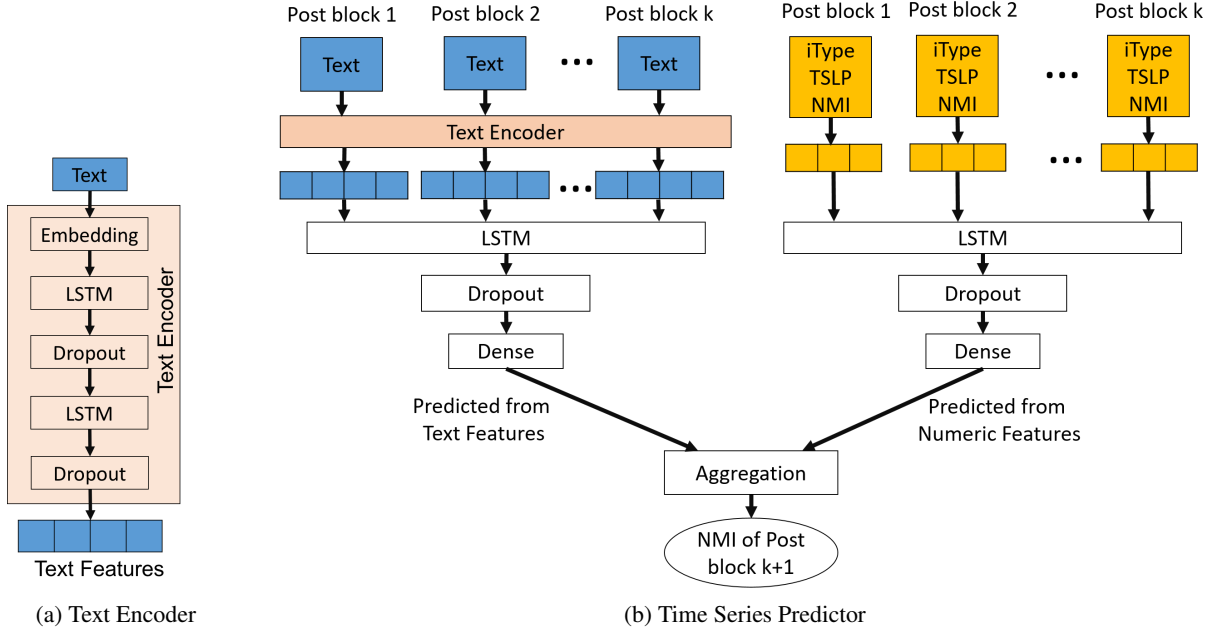 Text
Embedding
LSTM
Dropout
LSTM
Dropout
Text Encoder
Text Features
(a) Text Encoder
Post block 1 Post block 2 Post block k
Text Text ••• Text
Text Encoder
•••
LSTM
Dropout
Dense
Predicted from
Text Features
Post block 1 Post block 2 Post block k
iType iType iType
TSLP TSLP ••• TSLP
NMI NMI NMI
•••
LSTM
Dropout
Dense
Predicted from
Numeric Features
Aggregation
NMI of Post
block k+1
(b) Time Series Predictor